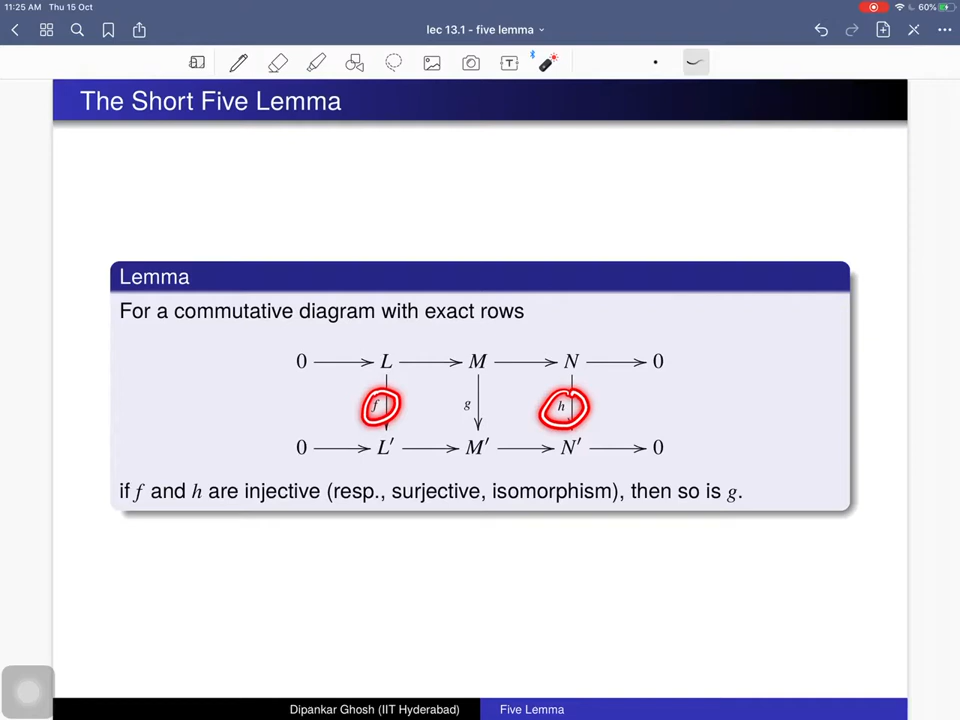 11:25 AM Thu 15 Oct
60%
lec 13.1 - five lemma
T
The Short Five Lemma
Lemma
For a commutative diagram with exact rows
0 L M N 0
f g h
0 L′ M′ N′ 0
if f and h are injective (resp., surjective, isomorphism), then so is g.
Dipankar Ghosh (IIT Hyderabad) Five Lemma